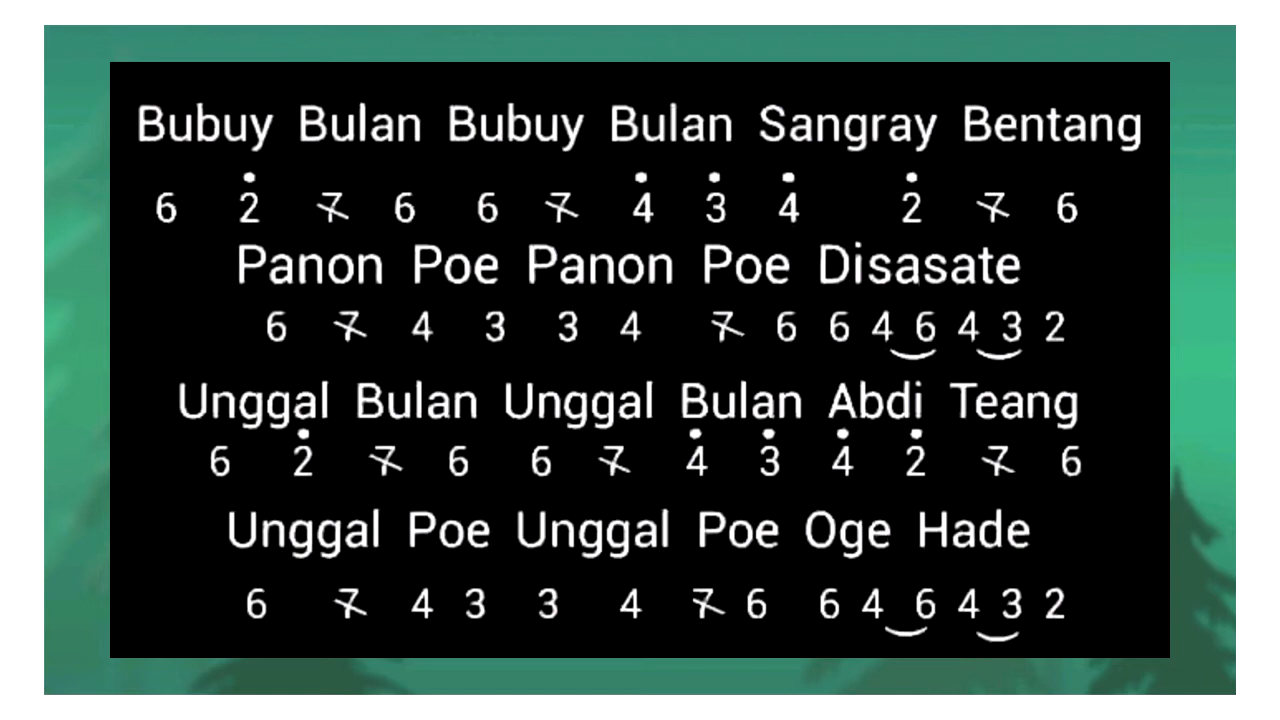 Bubuy Bulan Bubuy Bulan Sangray Bentang
6 2̇ 7̸ 6 6 7̸ 4̇ 3̇ 4̇ 2̇ 7̸ 6
Panon Poe Panon Poe Disasate
6 7̸ 4 3 3 4 7̸ 6 6 4 6 4 3 2
Unggal Bulan Unggal Bulan Abdi Teang
6 2̇ 7̸ 6 6 7̸ 4̇ 3̇ 4̇ 2̇ 7̸ 6
Unggal Poe Unggal Poe Oge Hade
6 7̸ 4 3 3 4 7̸ 6 6 4 6 4 3 2